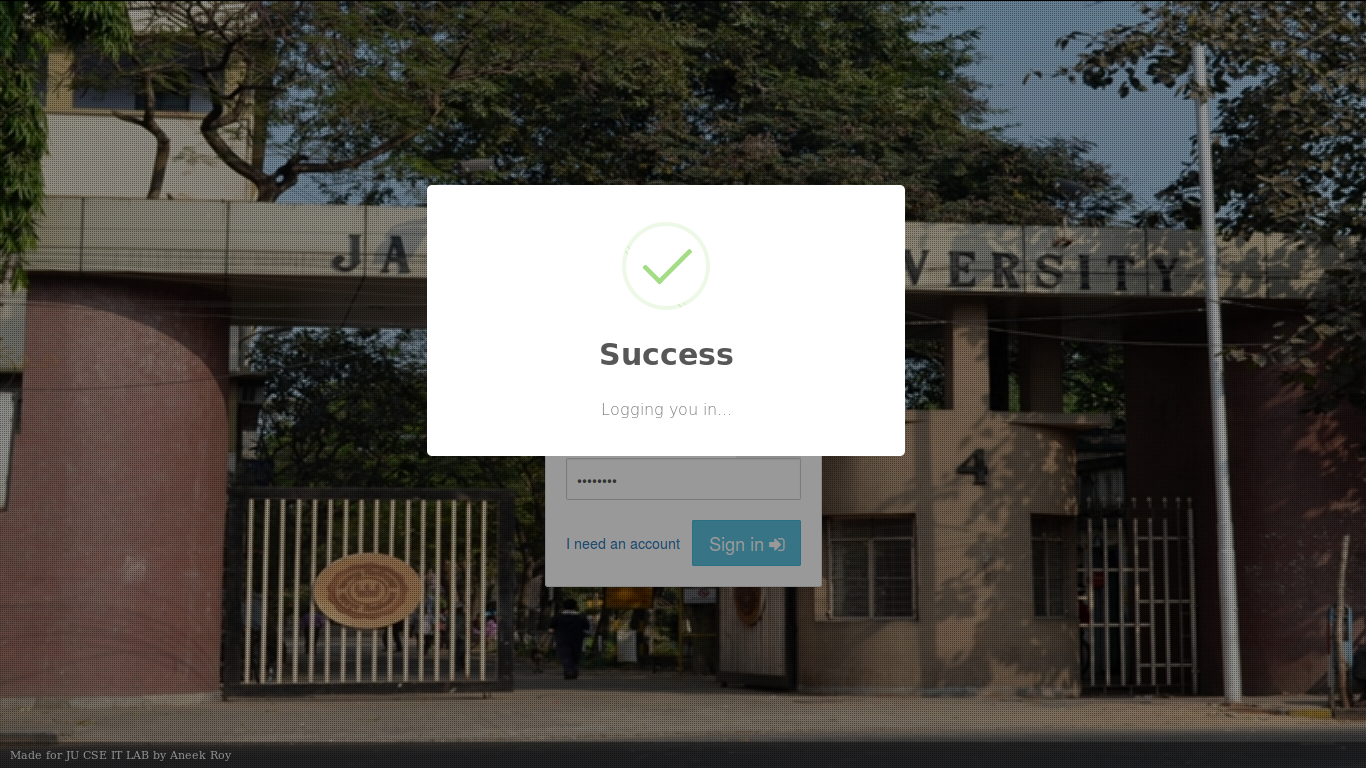 JA
VERSITY
Success
Logging you in...
4
••••••••
I need an account
Sign in
Made for JU CSE IT LAB by Aneek Roy